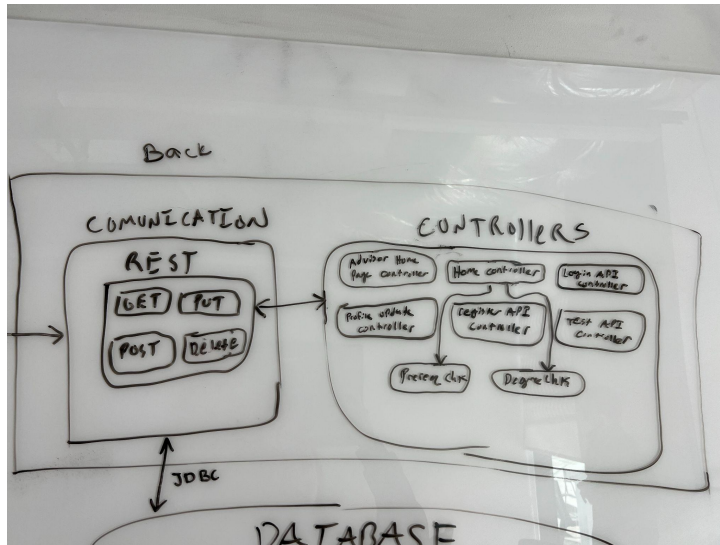 Back
COMUNICATION
CONTROllERS
REST
GET
PUT
POST
DELetE
Advisor Home
Page controller
Home controller
Login API
controller
Profile update
controller
register API
Controller
TEST API
Controller
Prereq Chk
Degree Chk
JDBC
DATABASE